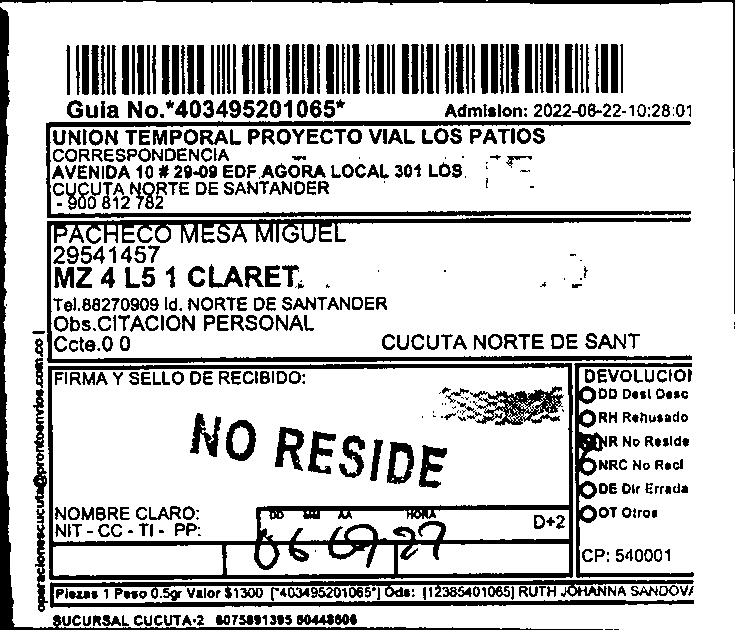 Guia No.*403495201065* Admision: 2022-06-22-10:28:01
UNION TEMPORAL PROYECTO VIAL LOS PATIOS
CORRESPONDENCIA
AVENIDA 10 # 29-09 EDF AGORA LOCAL 301 LOS
CUCUTA NORTE DE SANTANDER
- 900 812 782
PACHECO MESA MIGUEL
29541457
MZ 4 L5 1 CLARET
Tel.88270909 Id. NORTE DE SANTANDER
Obs.CITACION PERSONAL
Ccte.0 0 CUCUTA NORTE DE SANT
operacionescucuta@prontoenvios.com.co
FIRMA Y SELLO DE RECIBIDO:
NO RESIDE
NOMBRE CLARO:
NIT - CC - TI - PP:
DD MM AA HORA
D+2
06 07 27
DEVOLUCION
DD Dest Desc
RH Rehusado
NR No Reside
NRC No Recl
DE Dir Errada
OT Otros
CP: 540001
Piezas 1 Peso 0.5gr Valor $1300 [*403495201065*] Ods: [12385401065] RUTH JOHANNA SANDOVA
SUCURSAL CUCUTA-2 6075891395 60448606